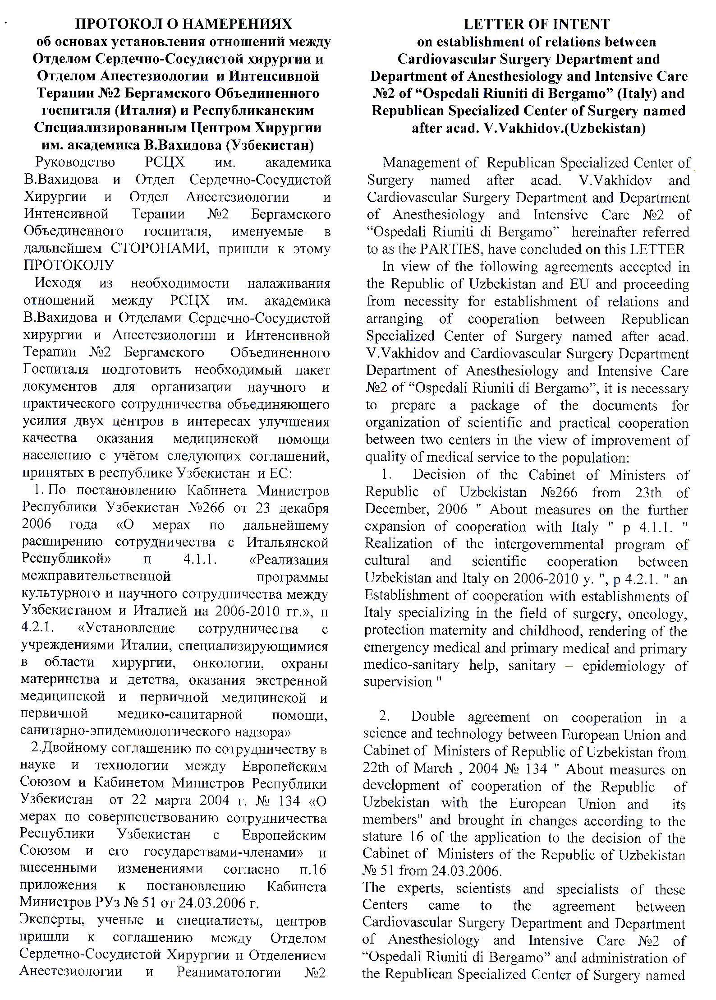 ПРОТОКОЛ О НАМЕРЕНИЯХ
об основах установления отношений между
Отделом Сердечно-Сосудистой хирургии и
Отделом Анестезиологии и Интенсивной
Терапии №2 Бергамского Объединенного
госпиталя (Италия) и Республиканским
Специализированным Центром Хирургии
им. академика В.Вахидова (Узбекистан)
Руководство РСЦХ им. академика
В.Вахидова и Отдел Сердечно-Сосудистой
Хирургии и Отдел Анестезиологии и
Интенсивной Терапии №2 Бергамского
Объединенного госпиталя, именуемые в
дальнейшем СТОРОНАМИ, пришли к этому
ПРОТОКОЛУ
Исходя из необходимости налаживания
отношений между РСЦХ им. академика
В.Вахидова и Отделами Сердечно-Сосудистой
хирургии и Анестезиологии и Интенсивной
Терапии №2 Бергамского Объединенного
Госпиталя подготовить необходимый пакет
документов для организации научного и
практического сотрудничества объединяющего
усилия двух центров в интересах улучшения
качества оказания медицинской помощи
населению с учётом следующих соглашений,
принятых в республике Узбекистан и ЕС:
1. По постановлению Кабинета Министров
Республики Узбекистан №266 от 23 декабря
2006 года «О мерах по дальнейшему
расширению сотрудничества с Итальянской
Республикой» п 4.1.1. «Реализация
межправительственной программы
культурного и научного сотрудничества между
Узбекистаном и Италией на 2006-2010 гг.», п
4.2.1. «Установление сотрудничества с
учреждениями Италии, специализирующимися
в области хирургии, онкологии, охраны
материнства и детства, оказания экстренной
медицинской и первичной медицинской и
первичной медико-санитарной помощи,
санитарно-эпидемиологического надзора»
2.Двойному соглашению по сотрудничеству в
науке и технологии между Европейским
Союзом и Кабинетом Министров Республики
Узбекистан от 22 марта 2004 г. № 134 «О
мерах по совершенствованию сотрудничества
Республики Узбекистан с Европейским
Союзом и его государствами-членами» и
внесенными изменениями согласно п.16
приложения к постановлению Кабинета
Министров РУз № 51 от 24.03.2006 г.
Эксперты, ученые и специалисты, центров
пришли к соглашению между Отделом
Сердечно-Сосудистой Хирургии и Отделением
Анестезиологии и Реаниматологии №2
LETTER OF INTENT
on establishment of relations between
Cardiovascular Surgery Department and
Department of Anesthesiology and Intensive Care
№2 of “Ospedali Riuniti di Bergamo” (Italy) and
Republican Specialized Center of Surgery named
after acad. V.Vakhidov.(Uzbekistan)
Management of Republican Specialized Center of
Surgery named after acad. V.Vakhidov and
Cardiovascular Surgery Department and Department
of Anesthesiology and Intensive Care №2 of
“Ospedali Riuniti di Bergamo” hereinafter referred
to as the PARTIES, have concluded on this LETTER
In view of the following agreements accepted in
the Republic of Uzbekistan and EU and proceeding
from necessity for establishment of relations and
arranging of cooperation between Republican
Specialized Center of Surgery named after acad.
V.Vakhidov and Cardiovascular Surgery Department
Department of Anesthesiology and Intensive Care
№2 of “Ospedali Riuniti di Bergamo”, it is necessary
to prepare a package of the documents for
organization of scientific and practical cooperation
between two centers in the view of improvement of
quality of medical service to the population:
1. Decision of the Cabinet of Ministers of
Republic of Uzbekistan №266 from 23th of
December, 2006 " About measures on the further
expansion of cooperation with Italy " p 4.1.1. "
Realization of the intergovernmental program of
cultural and scientific cooperation between
Uzbekistan and Italy on 2006-2010 y. ", p 4.2.1. " an
Establishment of cooperation with establishments of
Italy specializing in the field of surgery, oncology,
protection maternity and childhood, rendering of the
emergency medical and primary medical and primary
medico-sanitary help, sanitary – epidemiology of
supervision "
2. Double agreement on cooperation in a
science and technology between European Union and
Cabinet of Ministers of Republic of Uzbekistan from
22th of March , 2004 № 134 " About measures on
development of cooperation of the Republic of
Uzbekistan with the European Union and its
members" and brought in changes according to the
stature 16 of the application to the decision of the
Cabinet of Ministers of the Republic of Uzbekistan
№ 51 from 24.03.2006.
The experts, scientists and specialists of these
Centers came to the agreement between
Cardiovascular Surgery Department and Department
of Anesthesiology and Intensive Care №2 of
“Ospedali Riuniti di Bergamo” and administration of
the Republican Specialized Center of Surgery named